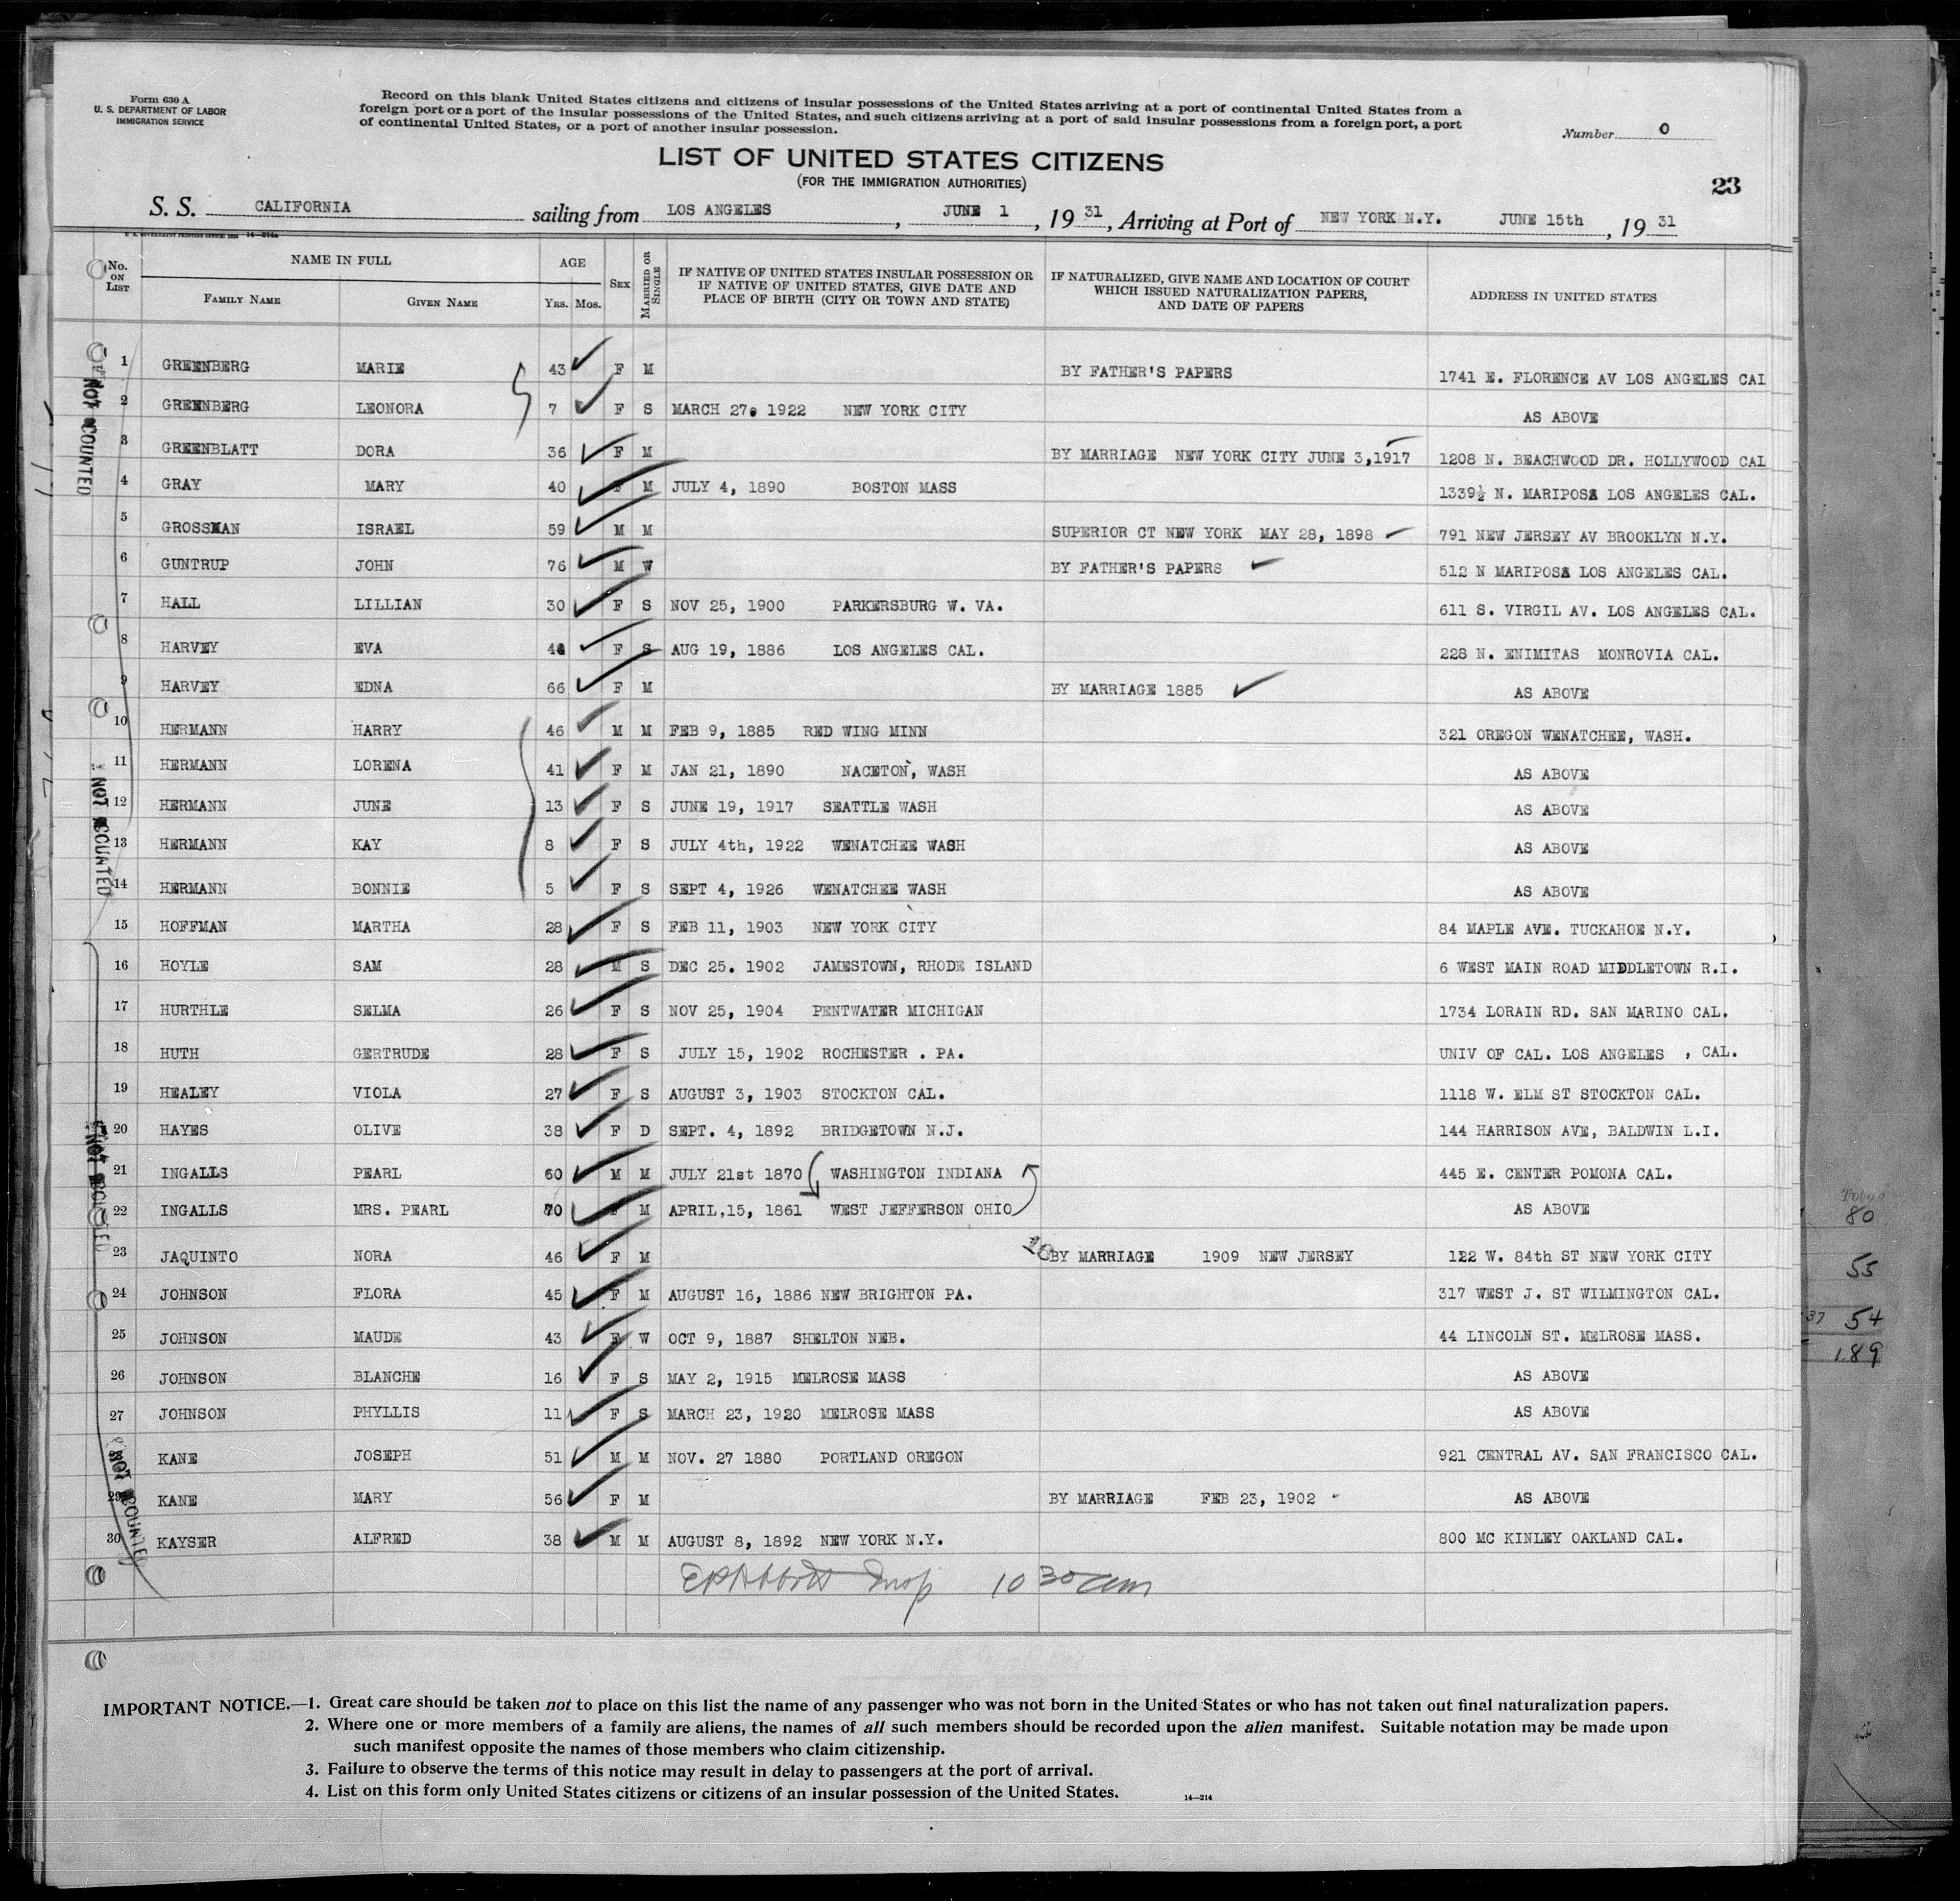 Form 630 A
U. S. DEPARTMENT OF LABOR
IMMIGRATION SERVICE
Record on this blank United States citizens and citizens of insular possessions of the United States arriving at a port of continental United States from a
foreign port or a port of the insular possessions of the United States, and such citizens arriving at a port of said insular possessions from a foreign port, a port
of continental United States, or a port of another insular possession.
Number 0
LIST OF UNITED STATES CITIZENS
(FOR THE IMMIGRATION AUTHORITIES)
23
S. S. CALIFORNIA sailing from LOS ANGELES, JUNE 1, 19 31, Arriving at Port of NEW YORK N.Y. JUNE 15th, 19 31
No. on List NAME IN FULL AGE SEX MARRIED OR SINGLE IF NATIVE OF UNITED STATES INSULAR POSSESSION OR IF NATIVE OF UNITED STATES, GIVE DATE AND PLACE OF BIRTH (CITY OR TOWN AND STATE) IF NATURALIZED, GIVE NAME AND LOCATION OF COURT WHICH ISSUED NATURALIZATION PAPERS, AND DATE OF PAPERS ADDRESS IN UNITED STATES
FAMILY NAME GIVEN NAME YRS. MOS.
1 GREENBERG MARIE 43 F M BY FATHER'S PAPERS 1741 E. FLORENCE AV LOS ANGELES CAL
2 GREENBERG LEONORA 7 F S MARCH 27. 1922 NEW YORK CITY AS ABOVE
3 GREENBLATT DORA 36 F M BY MARRIAGE NEW YORK CITY JUNE 3,1917 1208 N. BEACHWOOD DR. HOLLYWOOD CAL
4 GRAY MARY 40 F M JULY 4, 1890 BOSTON MASS 1339½ N. MARIPOSA LOS ANGELES CAL.
5 GROSSMAN ISRAEL 59 M M SUPERIOR CT NEW YORK MAY 28, 1898 791 NEW JERSEY AV BROOKLYN N.Y.
6 GUNTRUP JOHN 76 M W BY FATHER'S PAPERS 512 N MARIPOSA LOS ANGELES CAL.
7 HALL LILLIAN 30 F S NOV 25, 1900 PARKERSBURG W. VA. 611 S. VIRGIL AV. LOS ANGELES CAL.
8 HARVEY EVA F S AUG 19, 1886 LOS ANGELES CAL. 228 N. ENIMITAS MONROVIA CAL.
9 HARVEY EDNA 66 F M BY MARRIAGE 1885 AS ABOVE
10 HERMANN HARRY 46 M M FEB 9, 1885 RED WING MINN 321 OREGON WENATCHEE, WASH.
11 HERMANN LORENA 41 F M JAN 21, 1890 NACETON, WASH AS ABOVE
12 HERMANN JUNE 13 F S JUNE 19, 1917 SEATTLE WASH AS ABOVE
13 HERMANN KAY 8 F S JULY 4th, 1922 WENATCHEE WASH AS ABOVE
14 HERMANN BONNIE 5 F S SEPT 4, 1926 WENATCHEE WASH AS ABOVE
15 HOFFMAN MARTHA 28 F S FEB 11, 1903 NEW YORK CITY 84 MAPLE AVE. TUCKAHOE N.Y.
16 HOYLE SAM 28 M S DEC 25. 1902 JAMESTOWN, RHODE ISLAND 6 WEST MAIN ROAD MIDDLETOWN R.I.
17 HURTHLE SELMA 26 F S NOV 25, 1904 PENTWATER MICHIGAN 1734 LORAIN RD. SAN MARINO CAL.
18 HUTH GERTRUDE 28 F S JULY 15, 1902 ROCHESTER . PA. UNIV OF CAL. LOS ANGELES , CAL.
19 HEALEY VIOLA 27 F S AUGUST 3, 1903 STOCKTON CAL. 1118 W. ELM ST STOCKTON CAL.
20 HAYES OLIVE 38 F D SEPT. 4, 1892 BRIDGETOWN N.J. 144 HARRISON AVE, BALDWIN L.I.
21 INGALLS PEARL 60 M M JULY 21st 1870 WASHINGTON INDIANA 445 E. CENTER POMONA CAL.
22 INGALLS MRS. PEARL 70 F M APRIL,15, 1861 WEST JEFFERSON OHIO AS ABOVE
23 JAQUINTO NORA 46 F M BY MARRIAGE 1909 NEW JERSEY 122 W. 84th ST NEW YORK CITY
24 JOHNSON FLORA 45 F M AUGUST 16, 1886 NEW BRIGHTON PA. 317 WEST J. ST WILMINGTON CAL.
25 JOHNSON MAUDE 43 F W OCT 9, 1887 SHELTON NEB. 44 LINCOLN ST. MELROSE MASS.
26 JOHNSON BLANCHE 16 F S MAY 2, 1915 MELROSE MASS AS ABOVE
27 JOHNSON PHYLLIS 11 F S MARCH 23, 1920 MELROSE MASS AS ABOVE
KANE JOSEPH 51 M M NOV. 27 1880 PORTLAND OREGON 921 CENTRAL AV. SAN FRANCISCO CAL.
29 KANE MARY 56 F M BY MARRIAGE FEB 23, 1902 AS ABOVE
30 KAYSER ALFRED 38 M M AUGUST 8, 1892 NEW YORK N.Y. 800 MC KINLEY OAKLAND CAL.
10 30 am
NOT COUNTED
NOT COUNTED
NOT COUNTED
NOT COUNTED
80
55
37 54
189
IMPORTANT NOTICE.—1. Great care should be taken not to place on this list the name of any passenger who was not born in the United States or who has not taken out final naturalization papers.
2. Where one or more members of a family are aliens, the names of all such members should be recorded upon the alien manifest. Suitable notation may be made upon
such manifest opposite the names of those members who claim citizenship.
3. Failure to observe the terms of this notice may result in delay to passengers at the port of arrival.
4. List on this form only United States citizens or citizens of an insular possession of the United States.
14—214